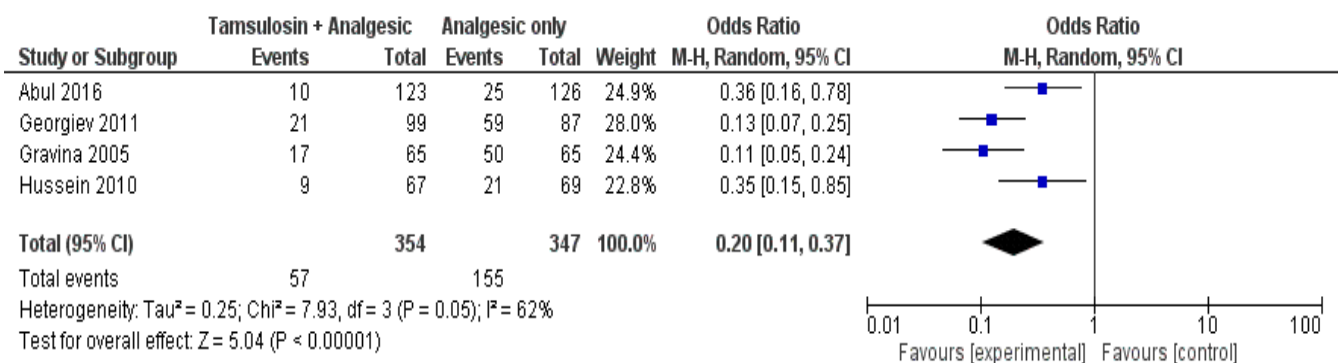 Tamsulosin + Analgesic Analgesic only Odds Ratio Odds Ratio
Study or Subgroup Events Total Events Total Weight M-H, Random, 95% CI M-H, Random, 95% CI
Abul 2016 10 123 25 126 24.9% 0.36 [0.16, 0.78]
Georgiev 2011 21 99 59 87 28.0% 0.13 [0.07, 0.25]
Gravina 2005 17 65 50 65 24.4% 0.11 [0.05, 0.24]
Hussein 2010 9 67 21 69 22.8% 0.35 [0.15, 0.85]
Total (95% CI) 354 347 100.0% 0.20 [0.11, 0.37]
Total events 57 155
Heterogeneity: Tau² = 0.25; Chi² = 7.93, df = 3 (P = 0.05); I² = 62%
Test for overall effect: Z = 5.04 (P < 0.00001)
0.01 0.1 1 10 100
Favours [experimental] Favours [control]